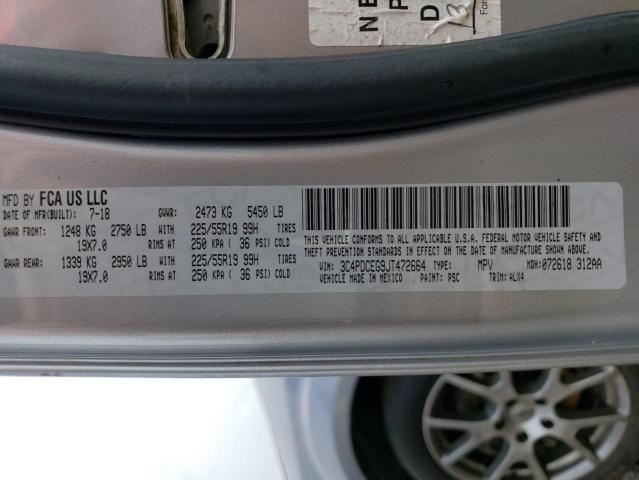 NE
P
D
3
For
MFD BY FCA US LLC
DATE OF MFR(BUILT): 7-18 GVWR: 2473 KG 5450 LB
GAWR FRONT: 1248 KG 2750 LB WITH 225/55R19 99H TIRES
19X7.0 RIMS AT 250 KPA ( 36 PSI) COLD
GAWR REAR: 1339 KG 2950 LB WITH 225/55R19 99H TIRES
19X7.0 RIMS AT 250 KPA ( 36 PSI) COLD
THIS VEHICLE CONFORMS TO ALL APPLICABLE U.S.A. FEDERAL MOTOR VEHICLE SAFETY AND
THEFT PREVENTION STANDARDS IN EFFECT ON THE DATE OF MANUFACTURE SHOWN ABOVE.
VIN: 3C4PDCEG9JT472664 TYPE: MPV MDH: 072618 312AA
VEHICLE MADE IN MEXICO PAINT: PSC TRIM: ALX4